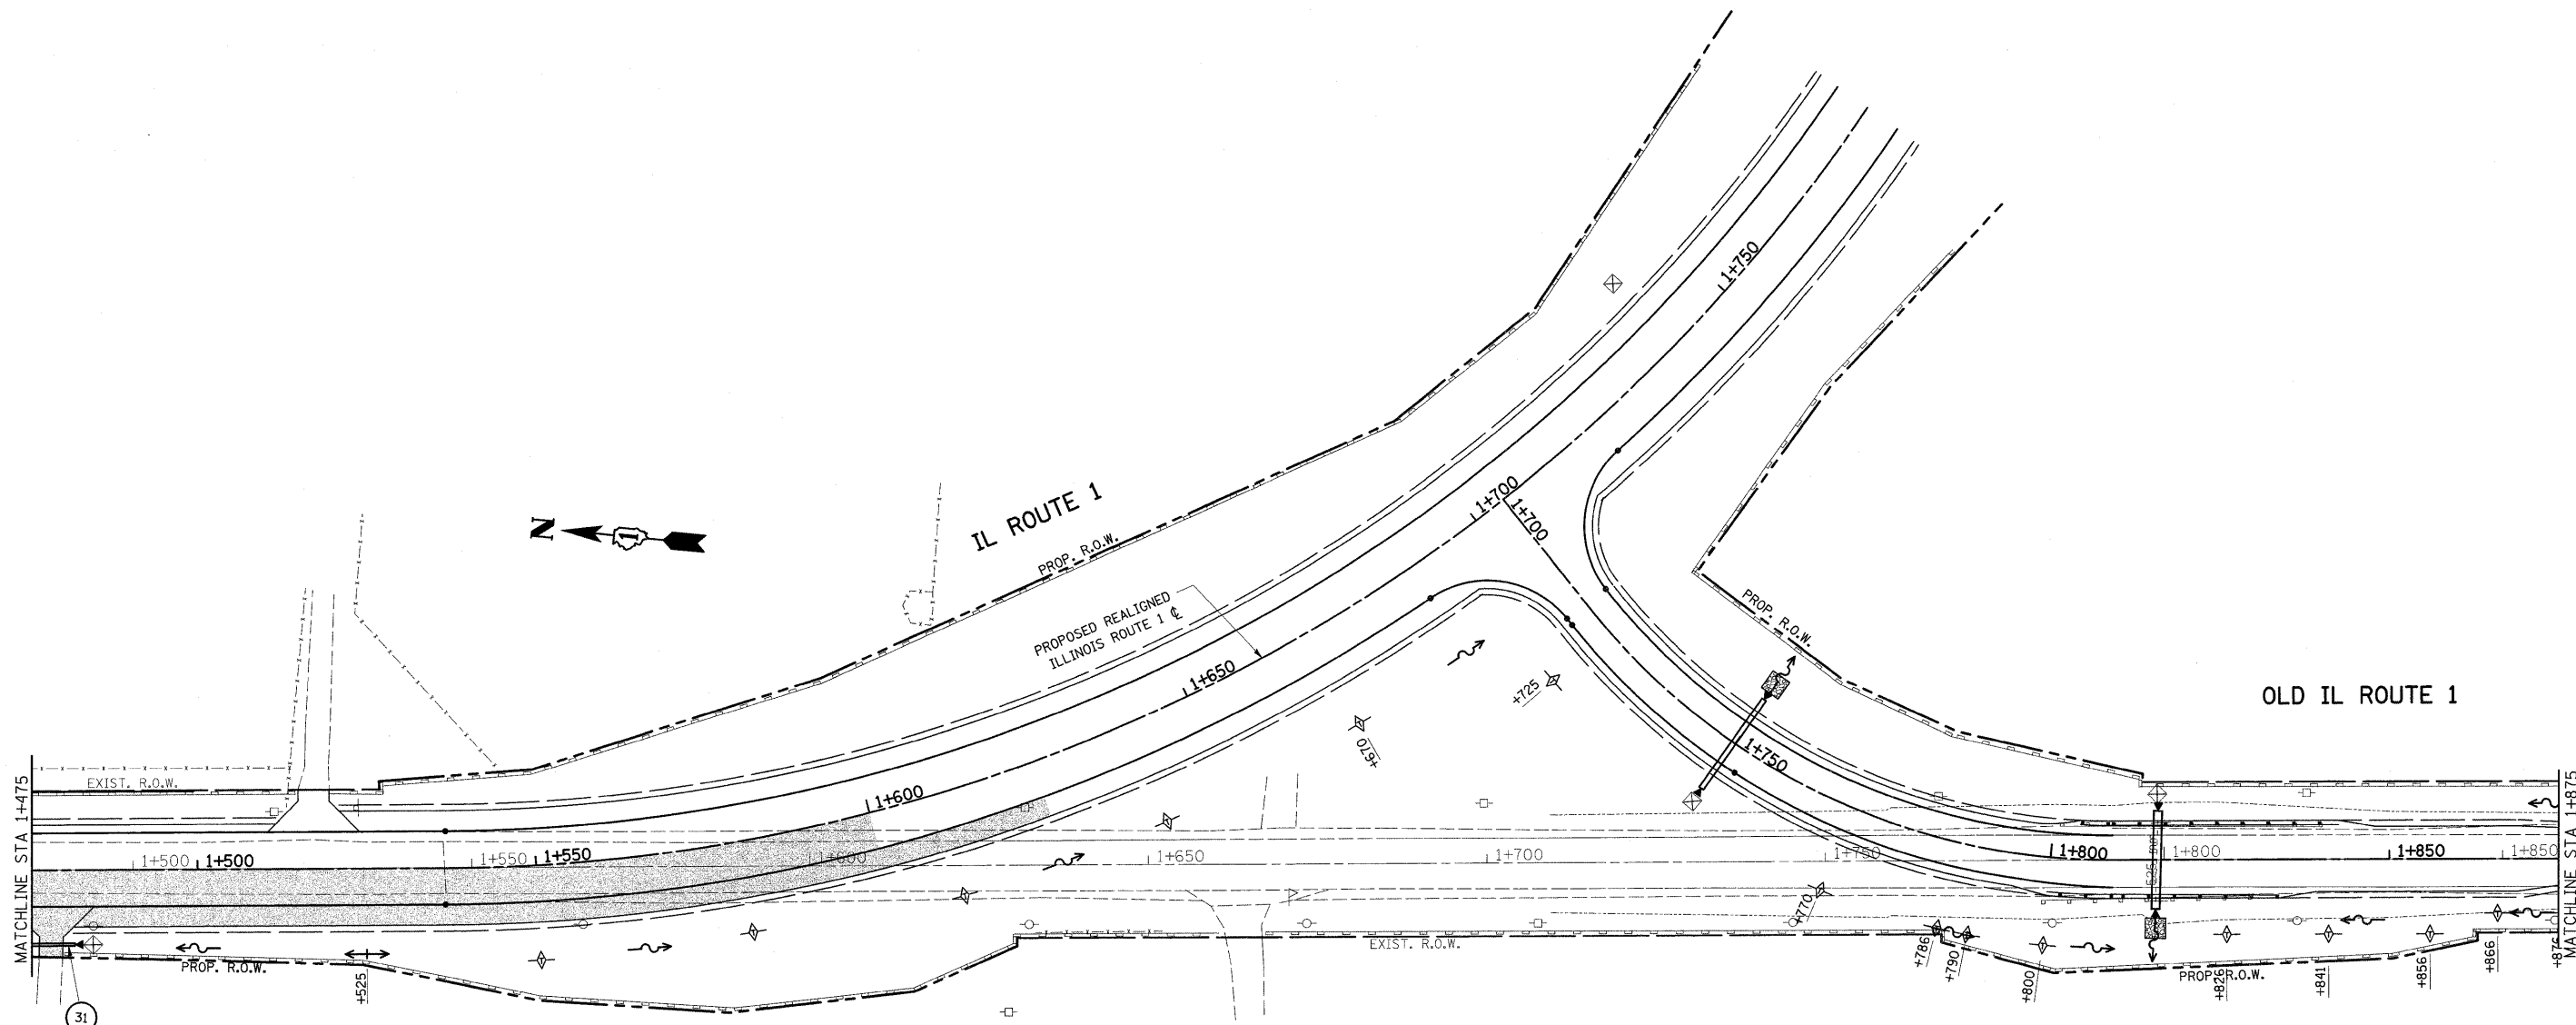 1+750
IL ROUTE 1
PROP. R.O.W.
1+700
1+700
N
PROPOSED REALIGNED
ILLINOIS ROUTE 1 ℄
1+650
PROP. R.O.W.
+725
+670
OLD IL ROUTE 1
1+750
MATCHLINE STA 1+475
EXIST. R.O.W.
1+600
1+500
1+500
1+550
1+550
1+600
1+650
1+700
1+750
1+800
1+800
1+850
1+850
MATCHLINE STA 1+875
PROP. R.O.W.
+525
EXIST. R.O.W.
+770
+786
+790
+800
PROP. R.O.W.
+826
+841
+856
+866
+876
31